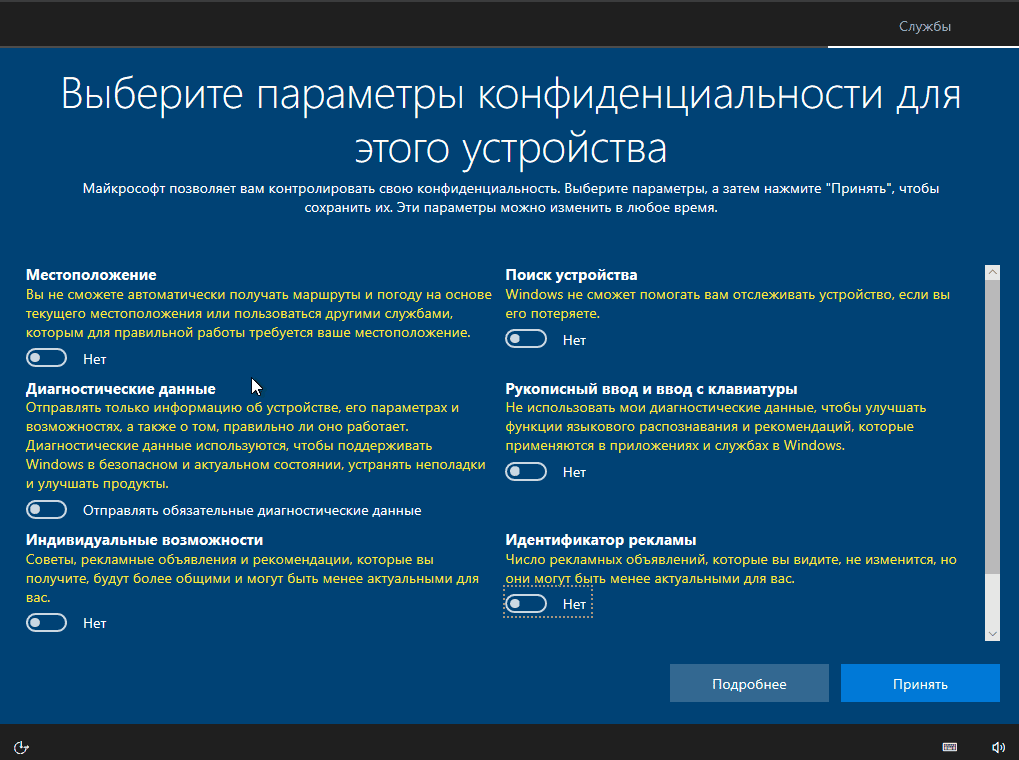 Службы
Выберите параметры конфиденциальности для
этого устройства
Майкрософт позволяет вам контролировать свою конфиденциальность. Выберите параметры, а затем нажмите "Принять", чтобы
сохранить их. Эти параметры можно изменить в любое время.
Местоположение
Вы не сможете автоматически получать маршруты и погоду на основе
текущего местоположения или пользоваться другими службами,
которым для правильной работы требуется ваше местоположение.
Нет
Поиск устройства
Windows не сможет помогать вам отслеживать устройство, если вы
его потеряете.
Нет
Диагностические данные
Отправлять только информацию об устройстве, его параметрах и
возможностях, а также о том, правильно ли оно работает.
Диагностические данные используются, чтобы поддерживать
Windows в безопасном и актуальном состоянии, устранять неполадки
и улучшать продукты.
Отправлять обязательные диагностические данные
Рукописный ввод и ввод с клавиатуры
Не использовать мои диагностические данные, чтобы улучшать
функции языкового распознавания и рекомендаций, которые
применяются в приложениях и службах в Windows.
Нет
Индивидуальные возможности
Советы, рекламные объявления и рекомендации, которые вы
получите, будут более общими и могут быть менее актуальными для
вас.
Нет
Идентификатор рекламы
Число рекламных объявлений, которые вы видите, не изменится, но
они могут быть менее актуальными для вас.
Нет
Подробнее
Принять